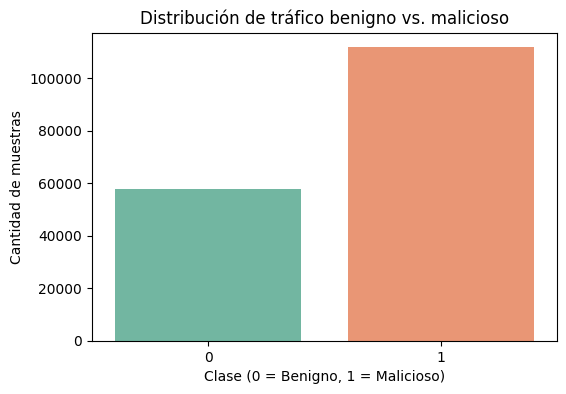 Distribución de tráfico benigno vs. malicioso
Cantidad de muestras
100000
80000
60000
40000
20000
0
0
1
Clase (0 = Benigno, 1 = Malicioso)